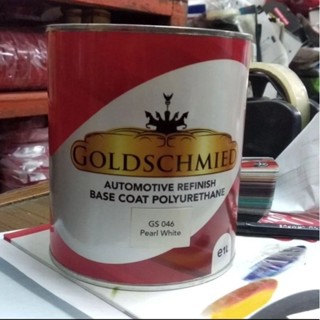 GOLDSCHMIED
AUTOMOTIVE REFINISH
BASE COAT POLYURETHANE
GS 046
Pearl White
e1L